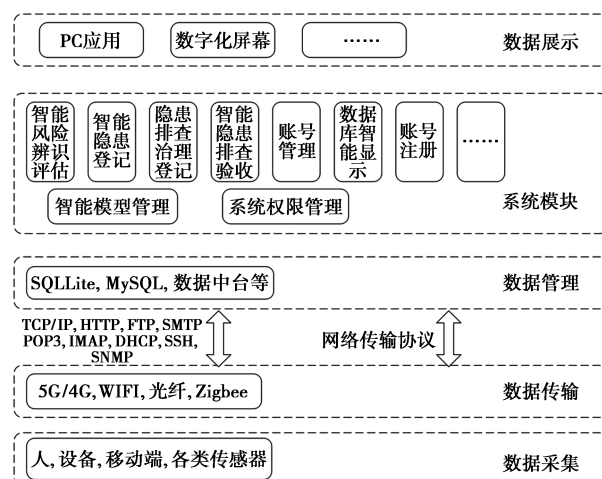 PC应用
数字化屏幕
……
数据展示
智能
风险
辨识
评估
智能
隐患
登记
隐患
排查
治理
登记
智能
隐患
排查
验收
账号
管理
数据
库智
能显
示
账号
注册
……
智能模型管理
系统权限管理
系统模块
SQLLite, MySQL, 数据中台等
数据管理
TCP/IP, HTTP, FTP, SMTP
POP3, IMAP, DHCP, SSH,
SNMP
网络传输协议
5G/4G, WIFI, 光纤, Zigbee
数据传输
人, 设备, 移动端, 各类传感器
数据采集